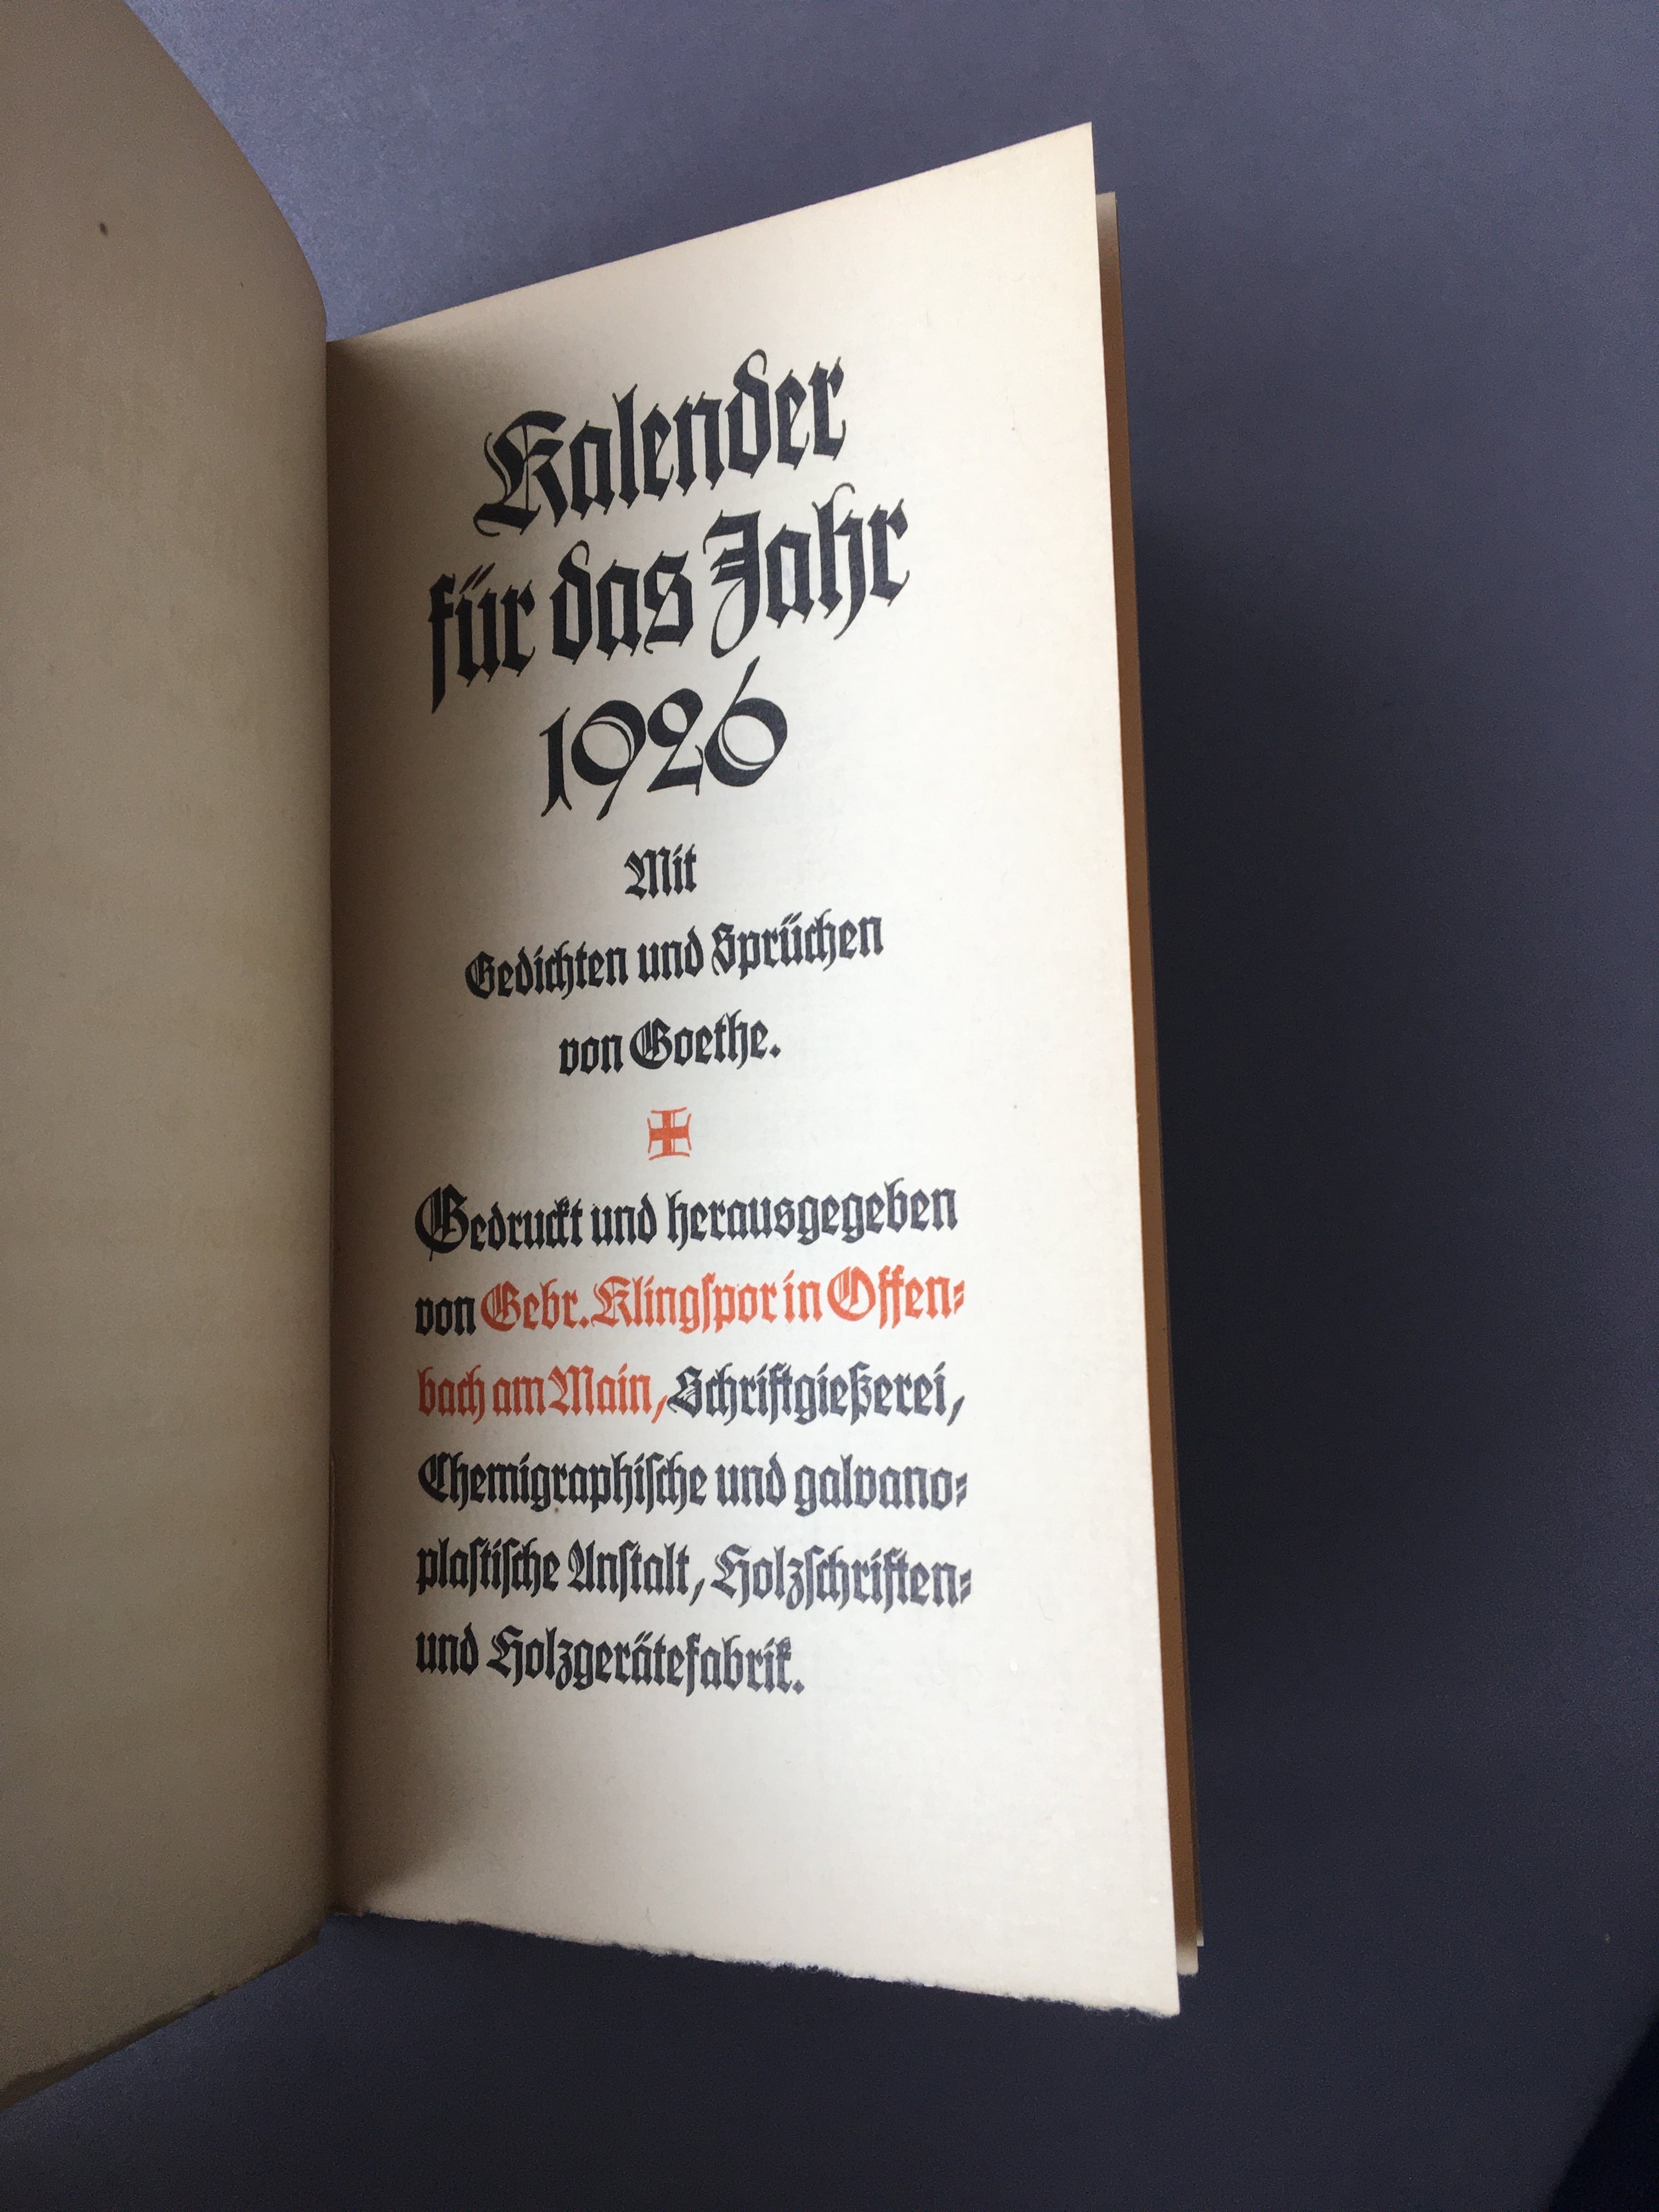 Kalender
für das Jahr
1926
Mit
Gedichten und Sprüchen
von Goethe.
Gedruckt und herausgegeben
von Gebr. Klingſpor in Offen⸗
bach am Main, Schriftgießerei,
Chemigraphiſche und galvano⸗
plaſtiſche Anſtalt, Holzſchriften⸗
und Holzgerätefabrik.